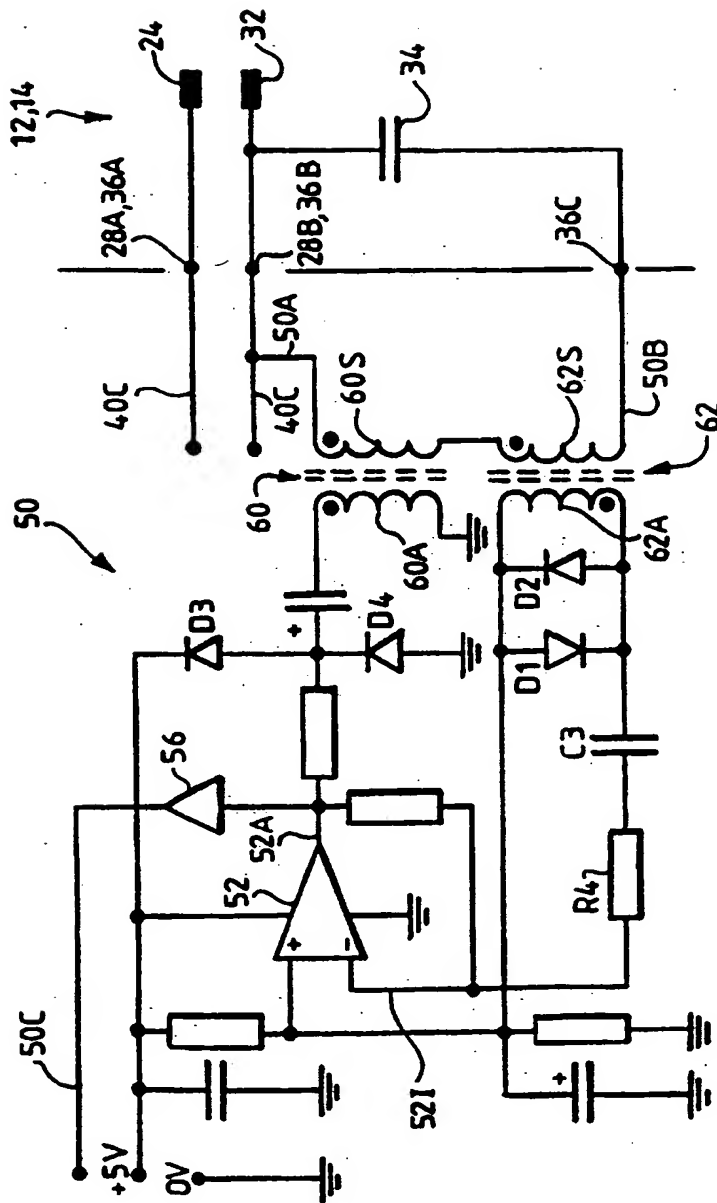 12,14
24
32
34
28A,36A
28B,36B
36C
40C
40C
50A
50B
50
60
60S
62S
62
60A
62A
D3
D4
D2
D1
C3
R4
56
52A
52
+
-
+
+
50C
+5V
0V
52I